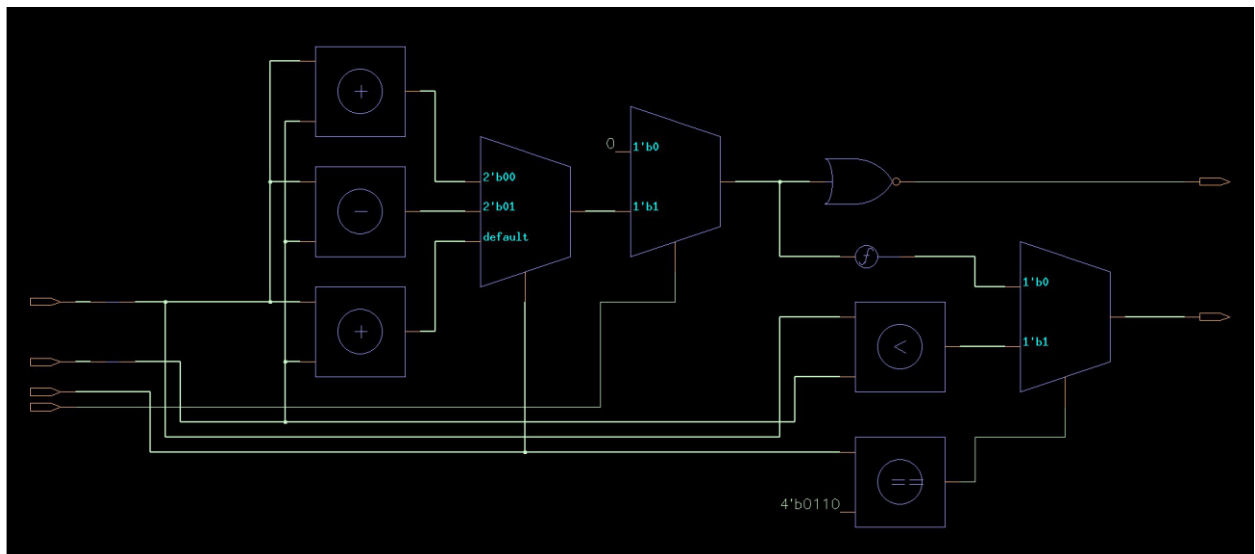 +
0
1'b0
2'b00
−
2'b01
1'b1
default
f
1'b0
+
<
1'b1
==
4'b0110